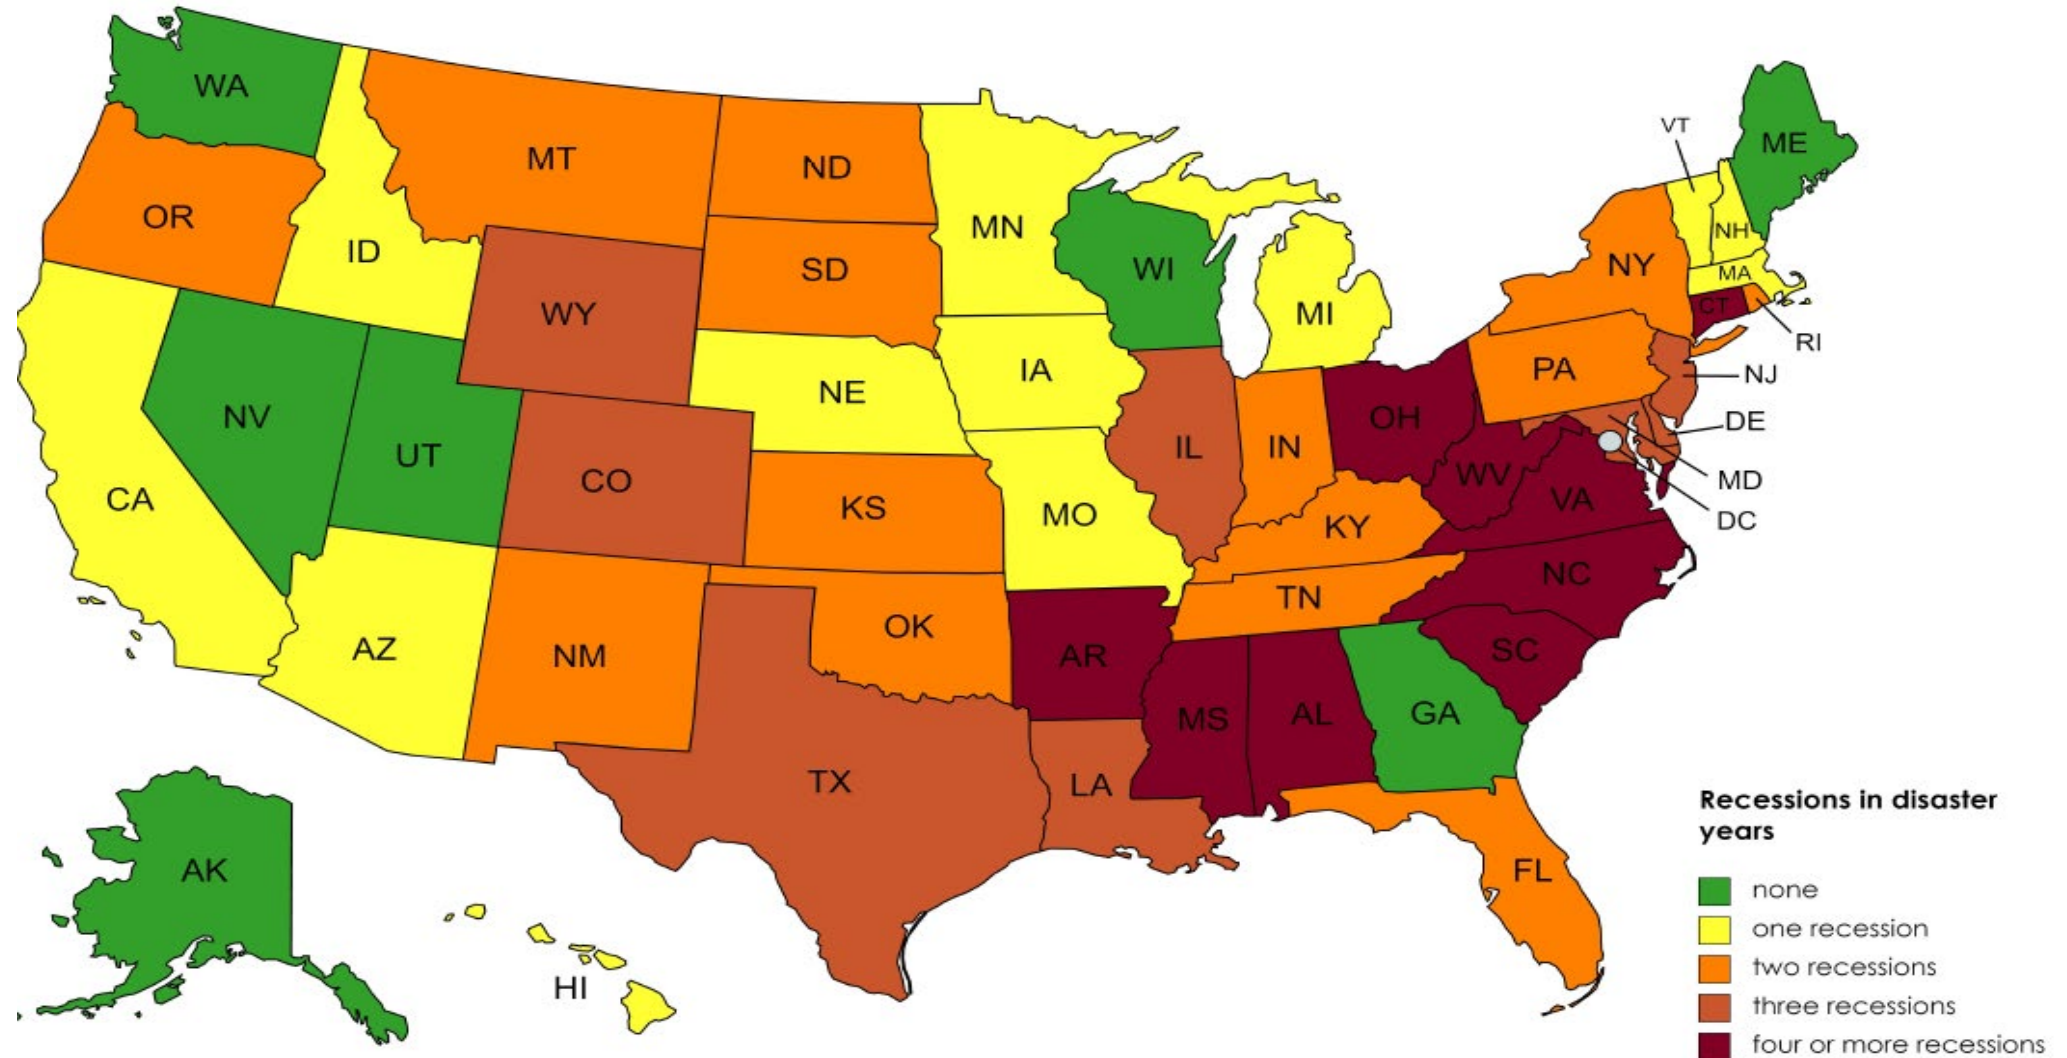 WA
VT
ME
MT
ND
OR
MN
NH
ID
NY
WI
SD
MA
CT
WY
MI
RI
IA
PA
NJ
NE
NV
OH
DE
IL
IN
UT
WV
CO
MD
CA
VA
KS
MO
DC
KY
NC
TN
OK
AZ
NM
AR
SC
MS
AL
GA
TX
LA
AK
FL
HI
Recessions in disaster
years
none
one recession
two recessions
three recessions
four or more recessions